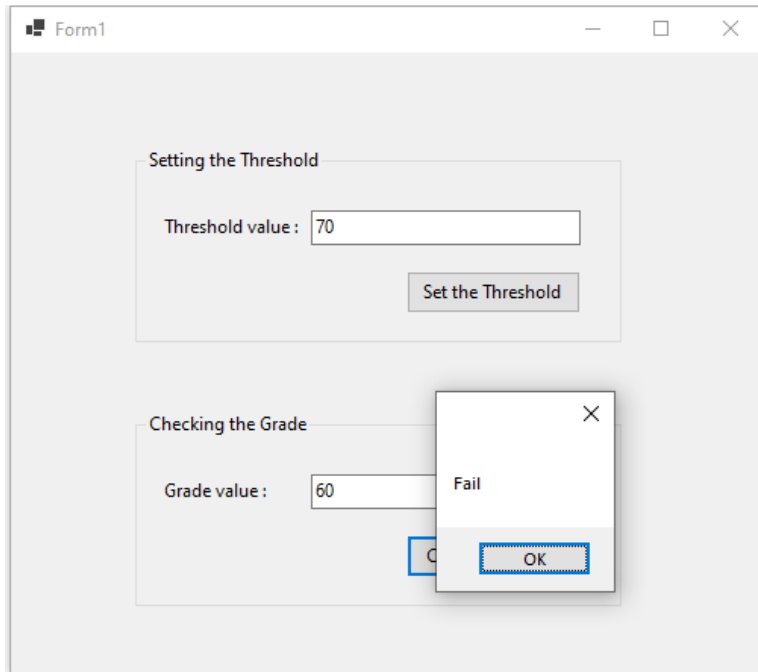 Form1
Setting the Threshold
Threshold value : 70
Set the Threshold
Checking the Grade
Grade value : 60
Fail
OK